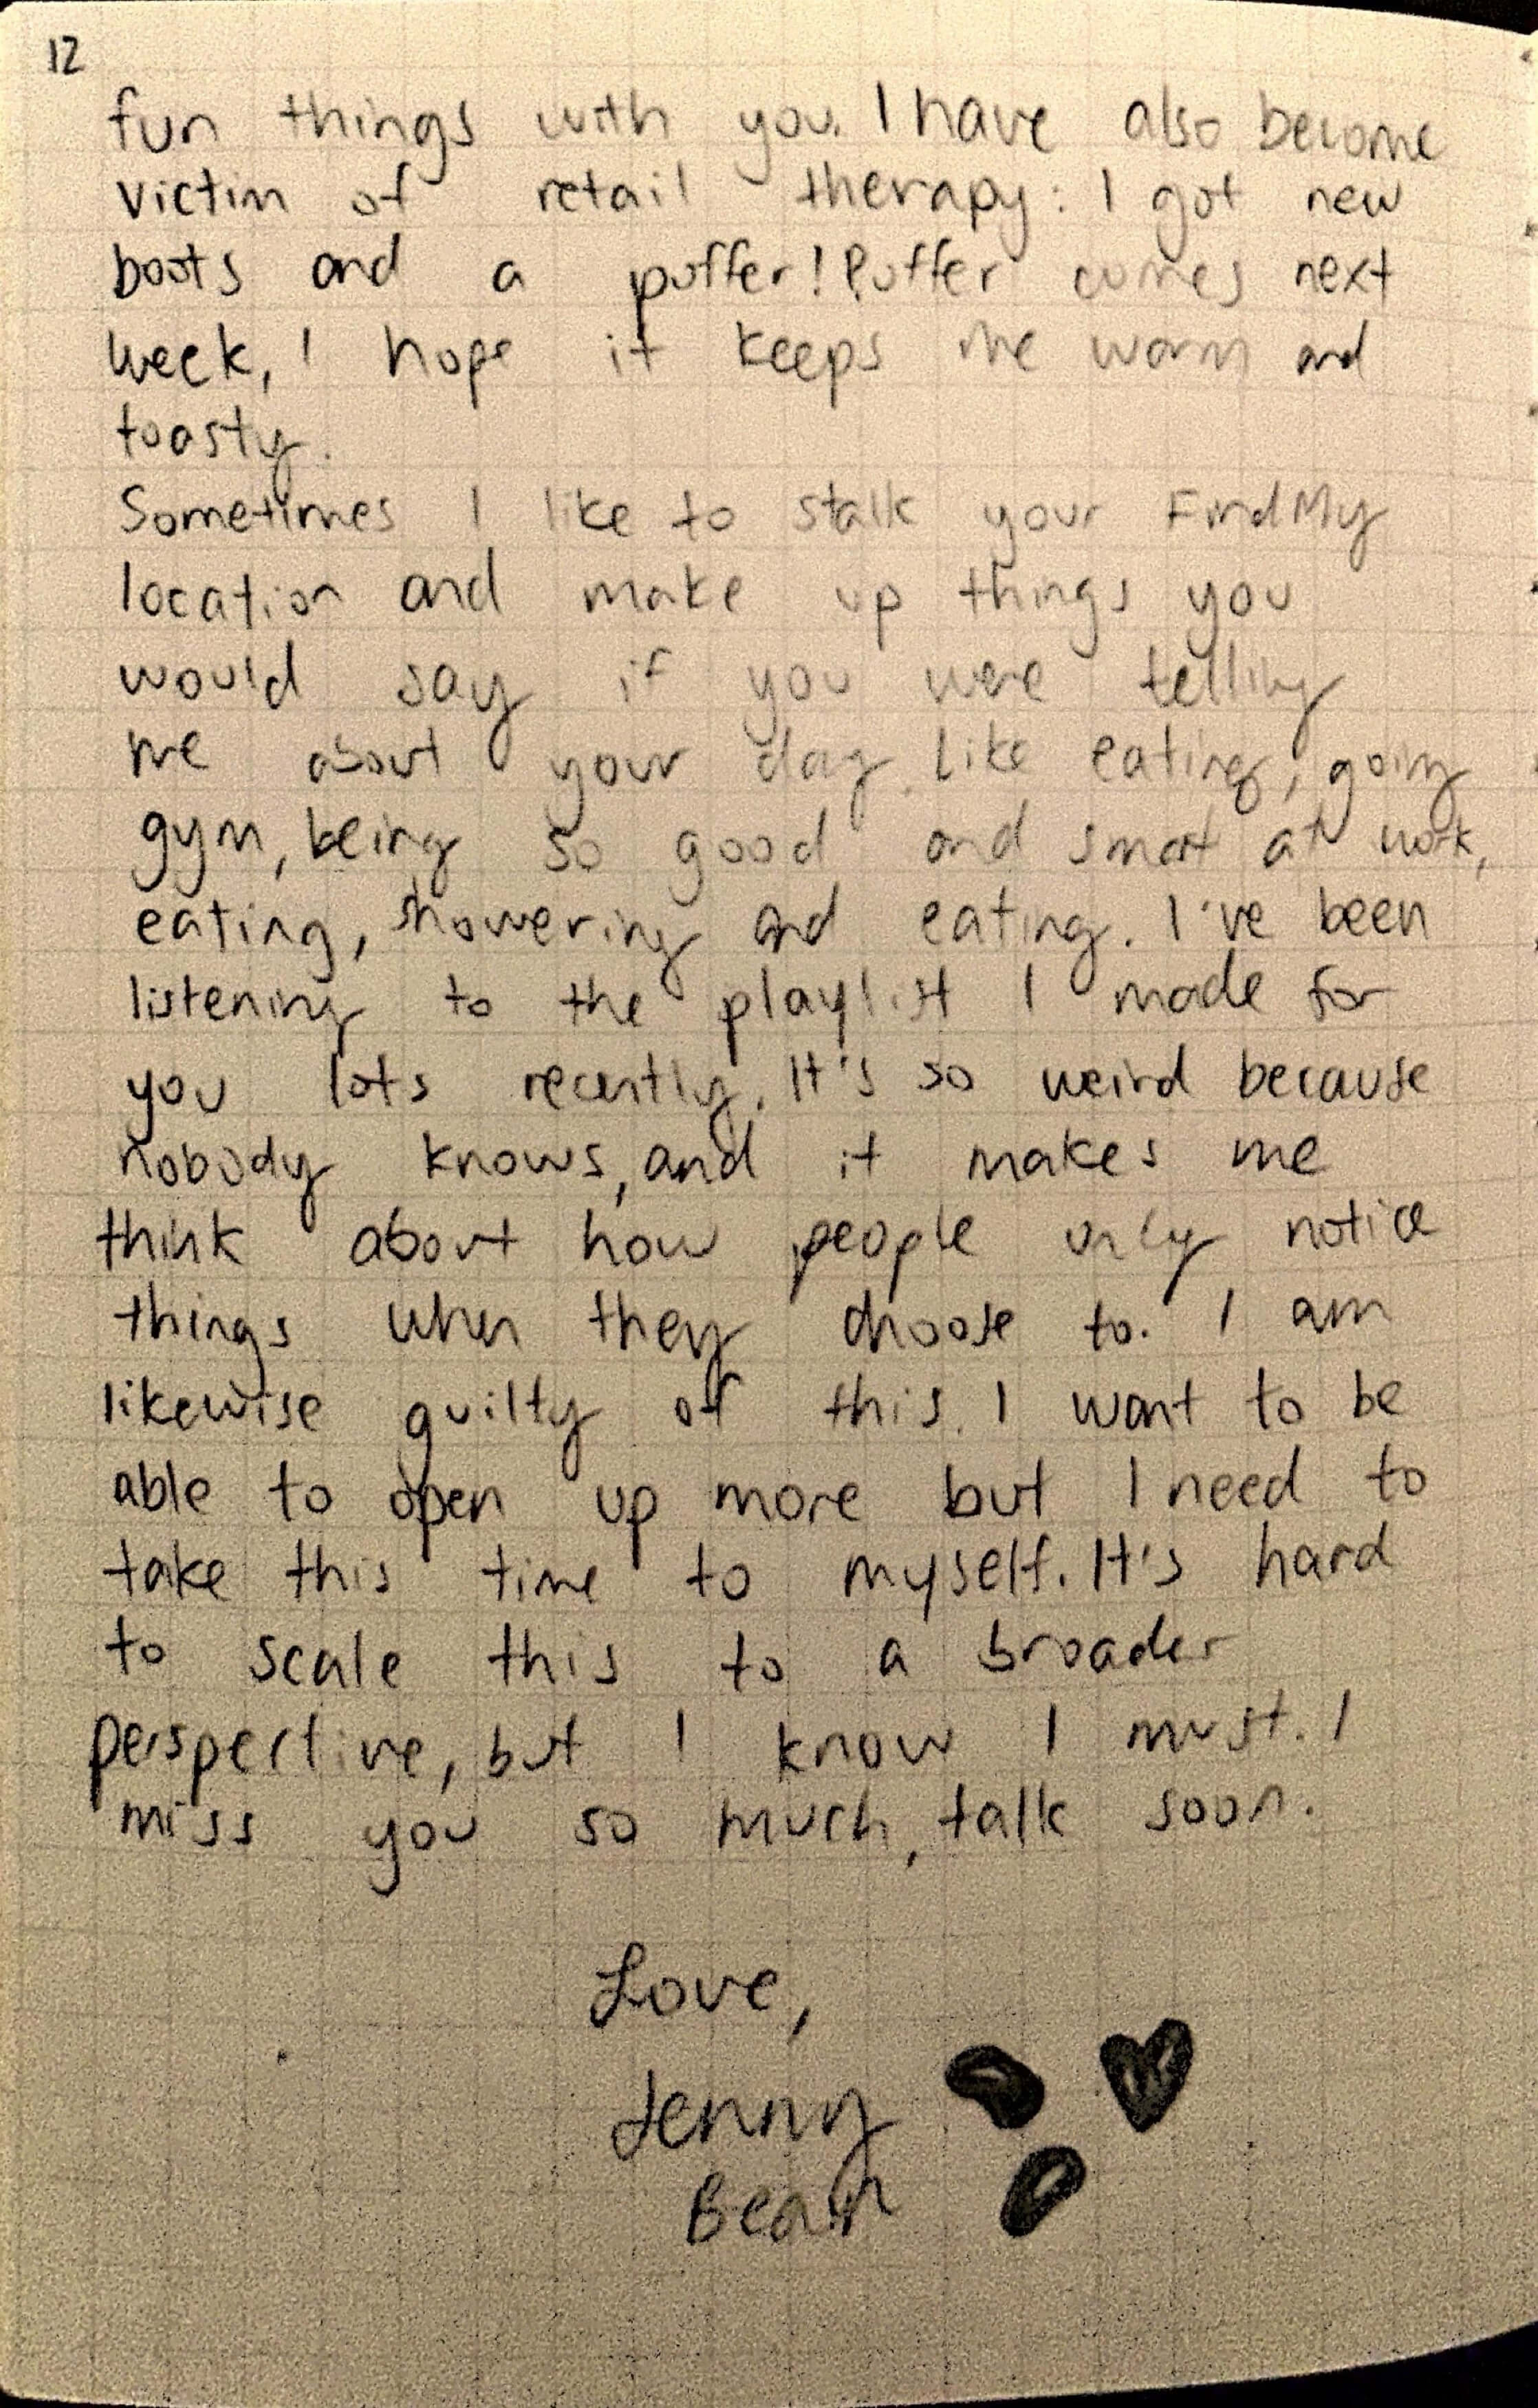 12
fun things with you. I have also become
victim of retail therapy: I got new
boots and a puffer! Puffer comes next
week, I hope it keeps me warm and
toasty.
Sometimes I like to stalk your FindMy
location and make up things you
would say if you were telling
me about your day. Like eating, going
gym, being so good and smart at work,
eating, showering and eating. I've been
listening to the playlist I made for
you lots recently. It's so weird because
nobody knows, and it makes me
think about how people only notice
things when they choose to. I am
likewise guilty of this. I want to be
able to open up more but I need to
take this time to myself. It's hard
to scale this to a broader
perspective, but I know I must. I
miss you so much, talk soon.
Love,
Jenny
Bean